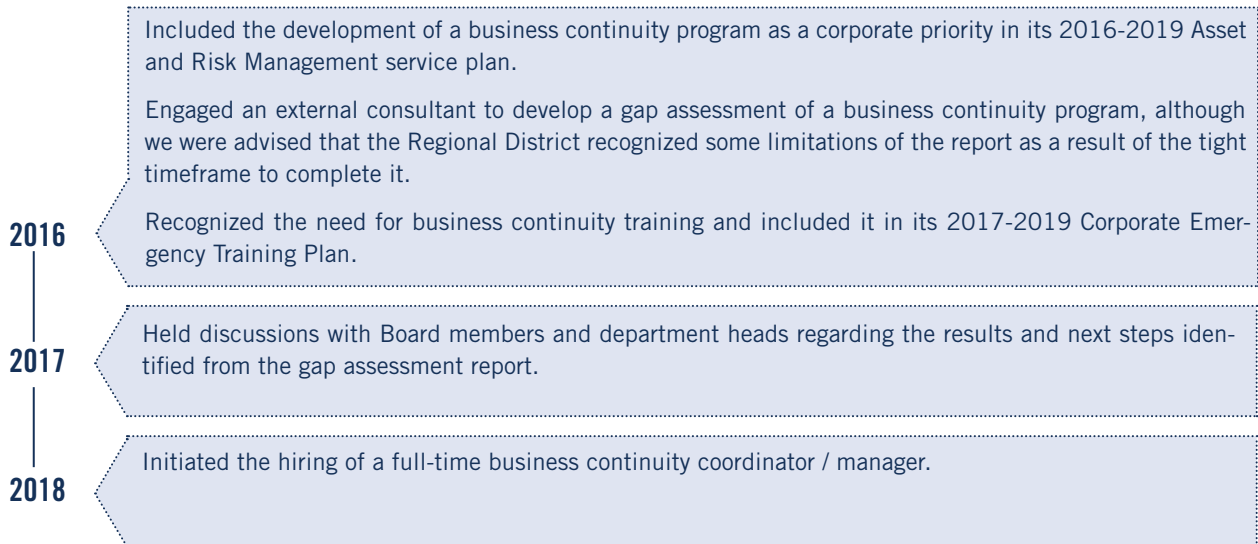 Included the development of a business continuity program as a corporate priority in its 2016-2019 Asset
and Risk Management service plan.
Engaged an external consultant to develop a gap assessment of a business continuity program, although
we were advised that the Regional District recognized some limitations of the report as a result of the tight
timeframe to complete it.
2016
Recognized the need for business continuity training and included it in its 2017-2019 Corporate Emer-
gency Training Plan.
2017
Held discussions with Board members and department heads regarding the results and next steps iden-
tified from the gap assessment report.
2018
Initiated the hiring of a full-time business continuity coordinator / manager.